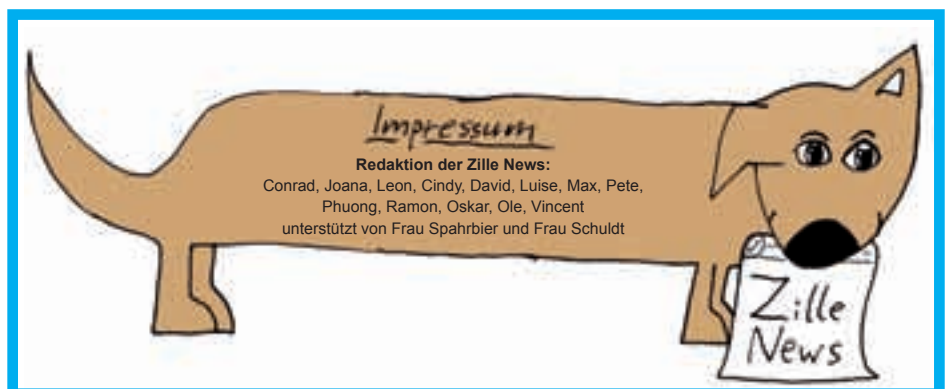 Impressum
Redaktion der Zille News:
Conrad, Joana, Leon, Cindy, David, Luise, Max, Pete,
Phuong, Ramon, Oskar, Ole, Vincent
unterstützt von Frau Spahrbier und Frau Schuldt
Zille
News